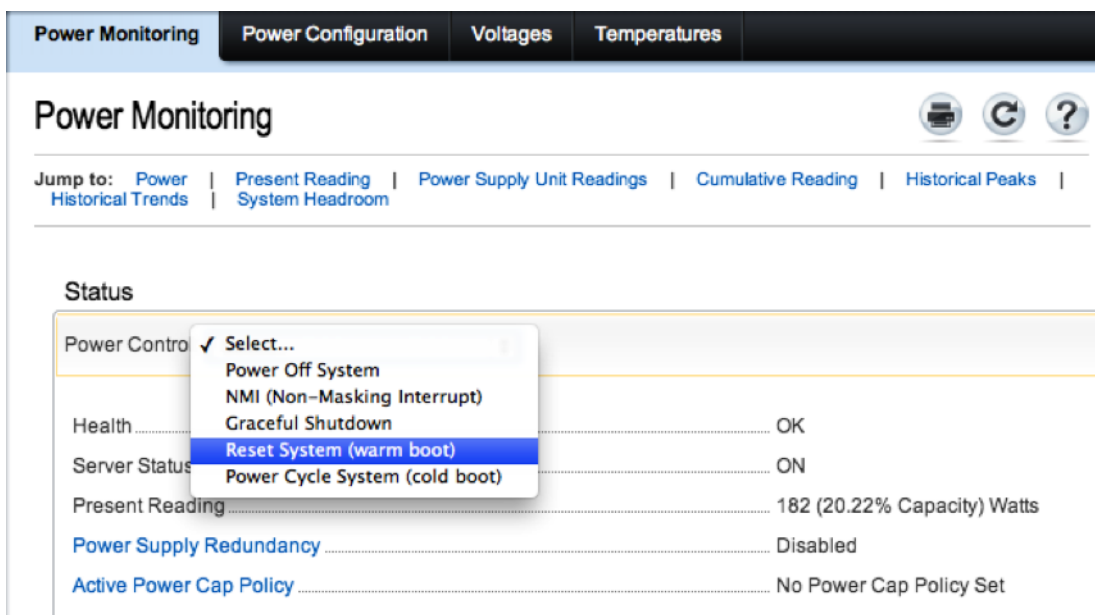 Power Monitoring Power Configuration Voltages Temperatures
Power Monitoring
?
Jump to: Power | Present Reading | Power Supply Unit Readings | Cumulative Reading | Historical Peaks |
Historical Trends | System Headroom
Status
Power Contro ✓ Select...
Power Off System
NMI (Non-Masking Interrupt)
Graceful Shutdown
Reset System (warm boot)
Power Cycle System (cold boot)
Health OK
Server Status ON
Present Reading 182 (20.22% Capacity) Watts
Power Supply Redundancy Disabled
Active Power Cap Policy No Power Cap Policy Set